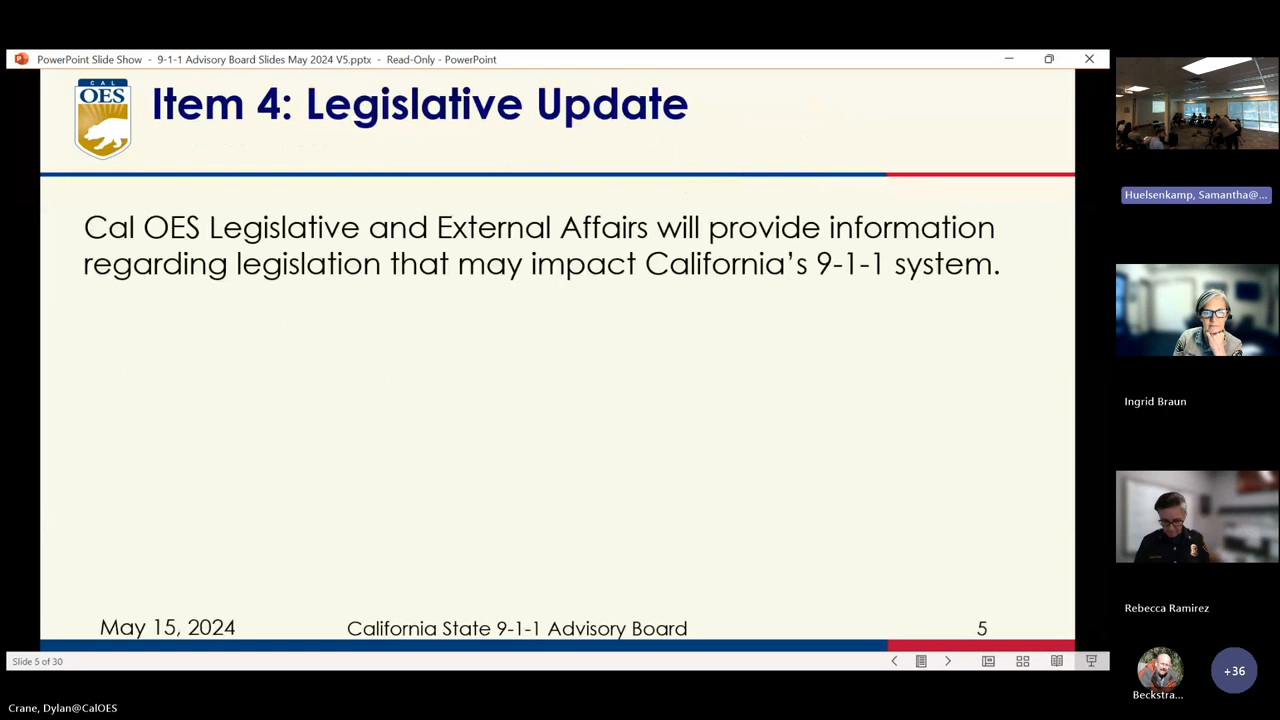 PowerPoint Slide Show - 9-1-1 Advisory Board Slides May 2024 V5.pptx - Read-Only - PowerPoint
CAL
OES
Item 4: Legislative Update
Cal OES Legislative and External Affairs will provide information
regarding legislation that may impact California's 9-1-1 system.
May 15, 2024
California State 9-1-1 Advisory Board
5
Slide 5 of 30
Huelsenkamp, Samantha@...
Ingrid Braun
Rebecca Ramirez
Beckstra...
+36
Crane, Dylan@CalOES